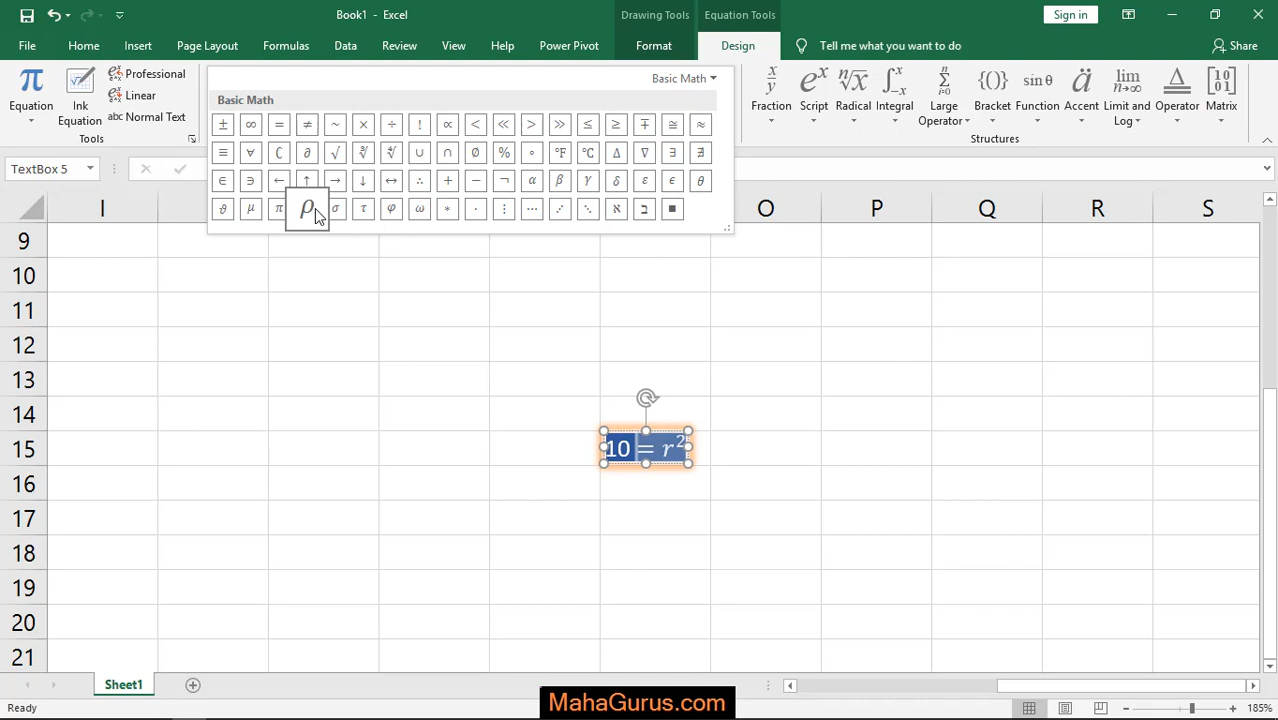 Book1 - Excel
Drawing Tools
Equation Tools
Sign in
File
Home
Insert
Page Layout
Formulas
Data
Review
View
Help
Power Pivot
Format
Design
Tell me what you want to do
Share
π
Equation
Ink
Equation
Professional
Linear
abc Normal Text
Tools
Basic Math
Basic Math
± ∞ = ≠ ~ × ÷ ! ∝ < ≪ > ≫ ≤ ≥ ∓ ≅ ≈
≡ ∀ ∁ ∂ √ ∛ ∜ ∪ ∩ ∅ % ° °F °C ∆ ∇ ∃ ∄
∈ ∋ ← ↑ → ↓ ↔ ∴ + − ¬ α β γ δ ε ϵ θ
ϑ μ π ρ σ τ φ ω * · ⋮ ⋯ ⋰ ⋱ ℵ ℶ ■
Fraction
Script
Radical
Integral
Large
Operator
Bracket
Function
Accent
Limit and
Log
Operator
Matrix
Structures
TextBox 5
I
O
P
Q
R
S
9
10
11
12
13
14
15
16
17
18
19
20
21
10 = r²
Sheet1
Ready
MahaGurus.com
185%